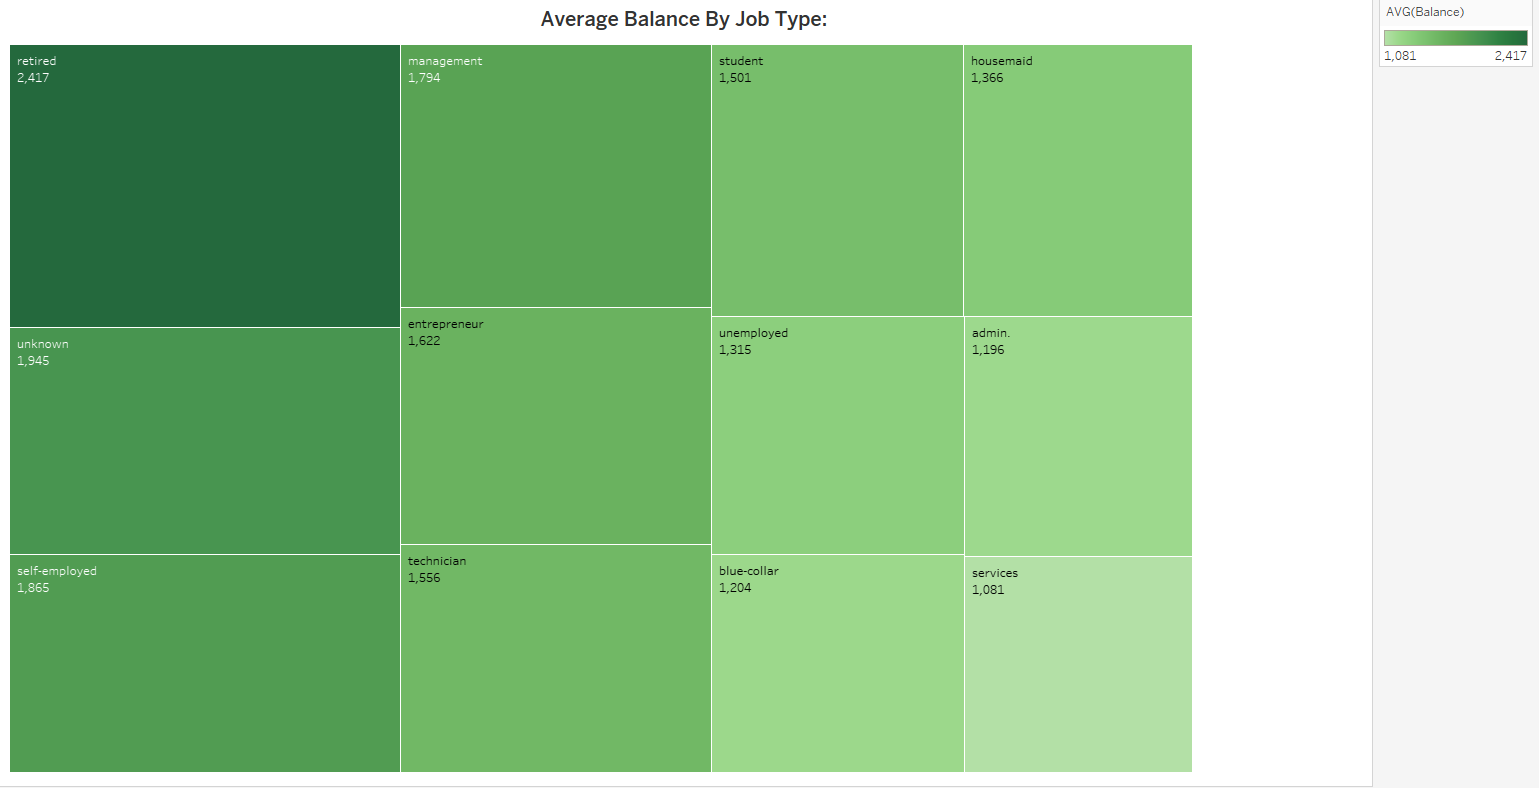 Average Balance By Job Type:
AVG(Balance)
1,081 2,417
retired
2,417
management
1,794
student
1,501
housemaid
1,366
unknown
1,945
entrepreneur
1,622
unemployed
1,315
admin.
1,196
self-employed
1,865
technician
1,556
blue-collar
1,204
services
1,081